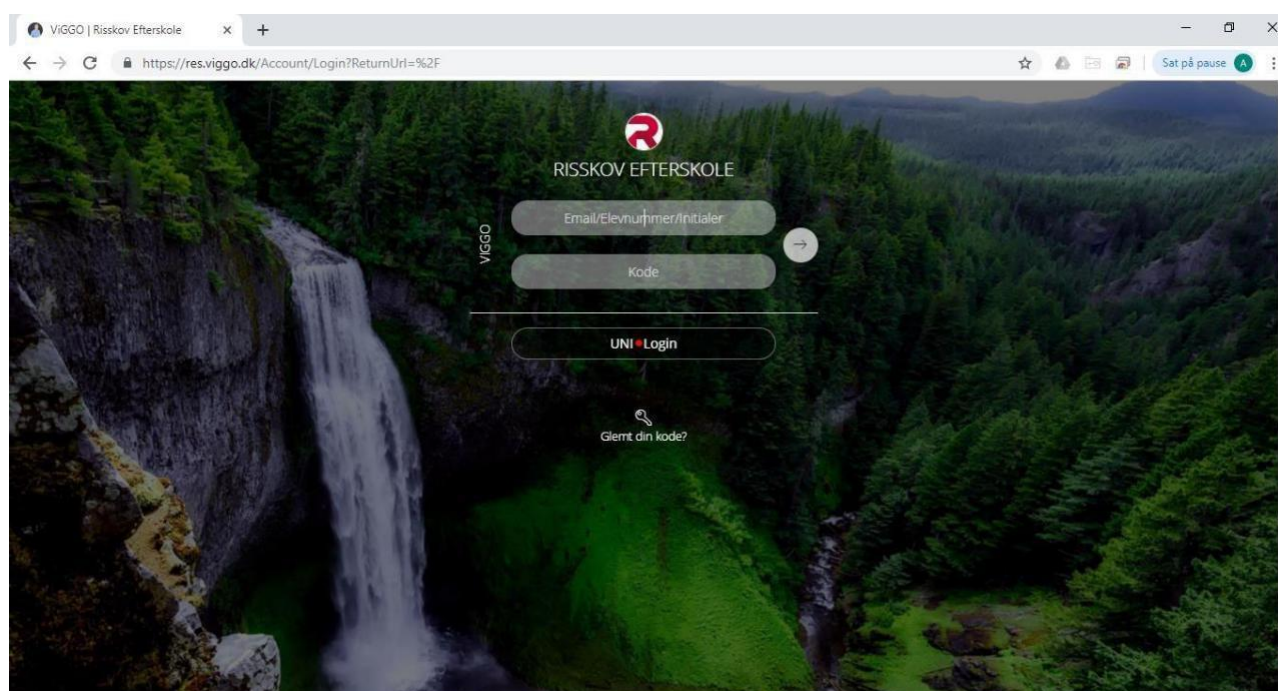 ViGGO | Risskov Efterskole
https://res.viggo.dk/Account/Login?ReturnUrl=%2F
Sat på pause A
R
RISSKOV EFTERSKOLE
VIGGO
Email/Elevnummer/Initialer
Kode
UNI•Login
Glemt din kode?